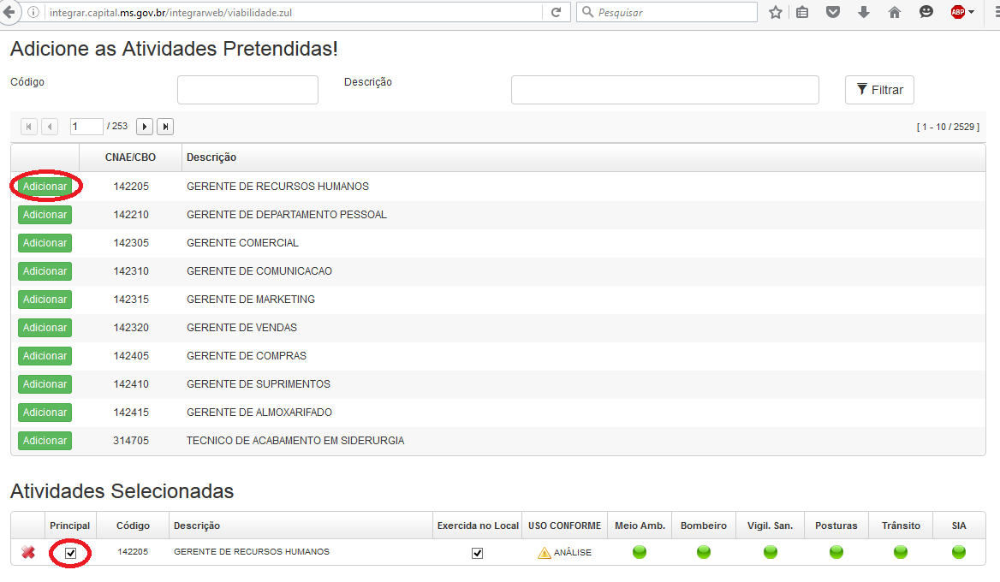 integrar.capital.ms.gov.br/integrarweb/viabilidade.zul Pesquisar ABP
Adicione as Atividades Pretendidas!
Código Descrição Filtrar
1 / 253 [ 1 - 10 / 2529 ]
CNAE/CBO Descrição
Adicionar 142205 GERENTE DE RECURSOS HUMANOS
Adicionar 142210 GERENTE DE DEPARTAMENTO PESSOAL
Adicionar 142305 GERENTE COMERCIAL
Adicionar 142310 GERENTE DE COMUNICACAO
Adicionar 142315 GERENTE DE MARKETING
Adicionar 142320 GERENTE DE VENDAS
Adicionar 142405 GERENTE DE COMPRAS
Adicionar 142410 GERENTE DE SUPRIMENTOS
Adicionar 142415 GERENTE DE ALMOXARIFADO
Adicionar 314705 TECNICO DE ACABAMENTO EM SIDERURGIA
Atividades Selecionadas
Principal Código Descrição Exercida no Local USO CONFORME Meio Amb. Bombeiro Vigil. San. Posturas Trânsito SIA
142205 GERENTE DE RECURSOS HUMANOS ANÁLISE